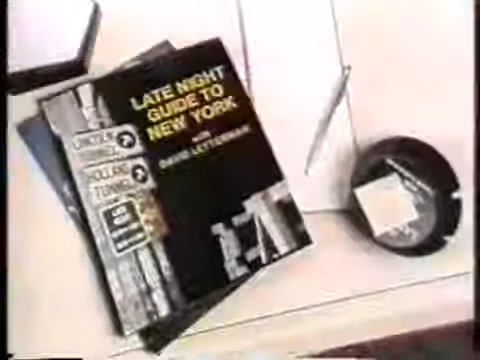 LATE NIGHT
GUIDE TO
NEW YORK
with
DAVID LETTERMAN
LINCOLN
TUNNEL
HOLLAND
TUNNEL